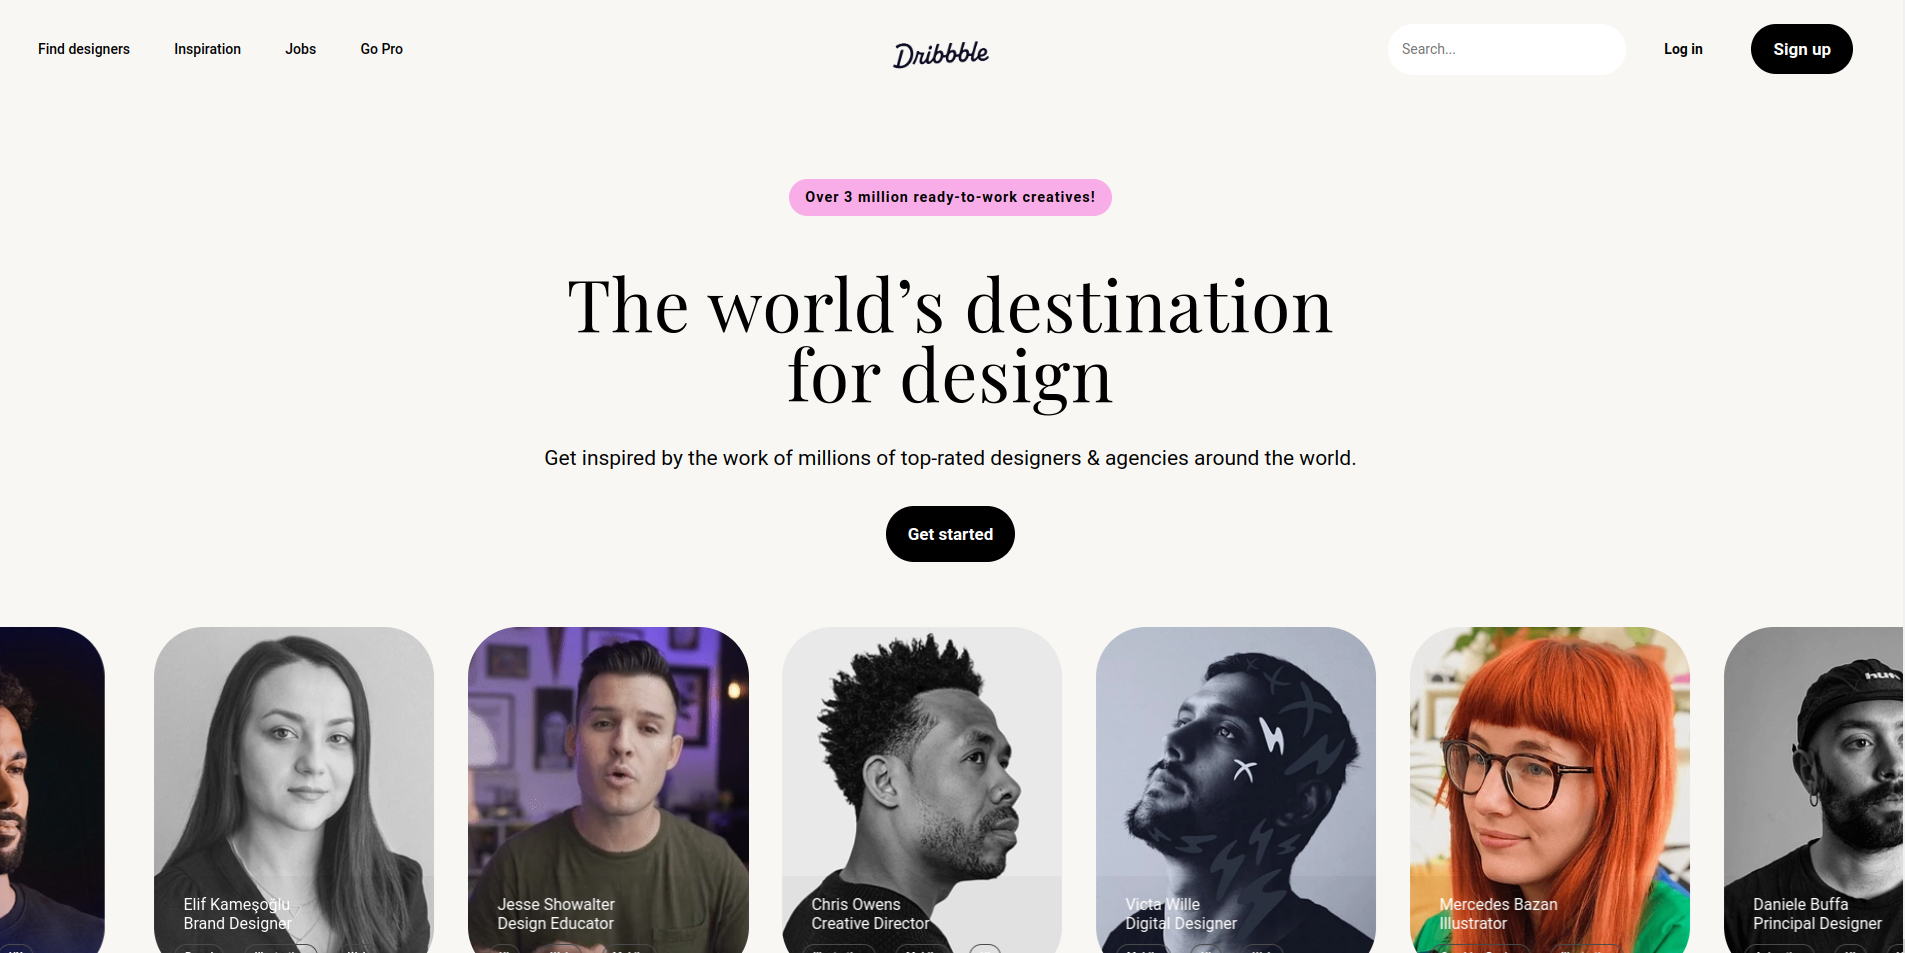 Find designers
Inspiration
Jobs
Go Pro
Dribbble
Search...
Log in
Sign up
Over 3 million ready-to-work creatives!
The world’s destination
for design
Get inspired by the work of millions of top-rated designers & agencies around the world.
Get started
Elif Kameşoğlu
Brand Designer
Jesse Showalter
Design Educator
Chris Owens
Creative Director
Victa Wille
Digital Designer
Mercedes Bazan
Illustrator
Daniele Buffa
Principal Designer